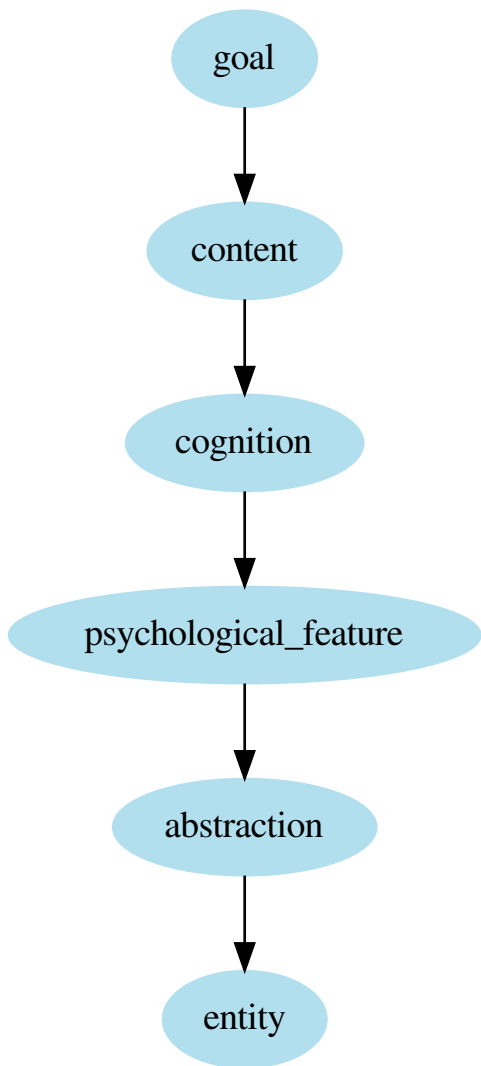 goal
content
cognition
psychological_feature
abstraction
entity